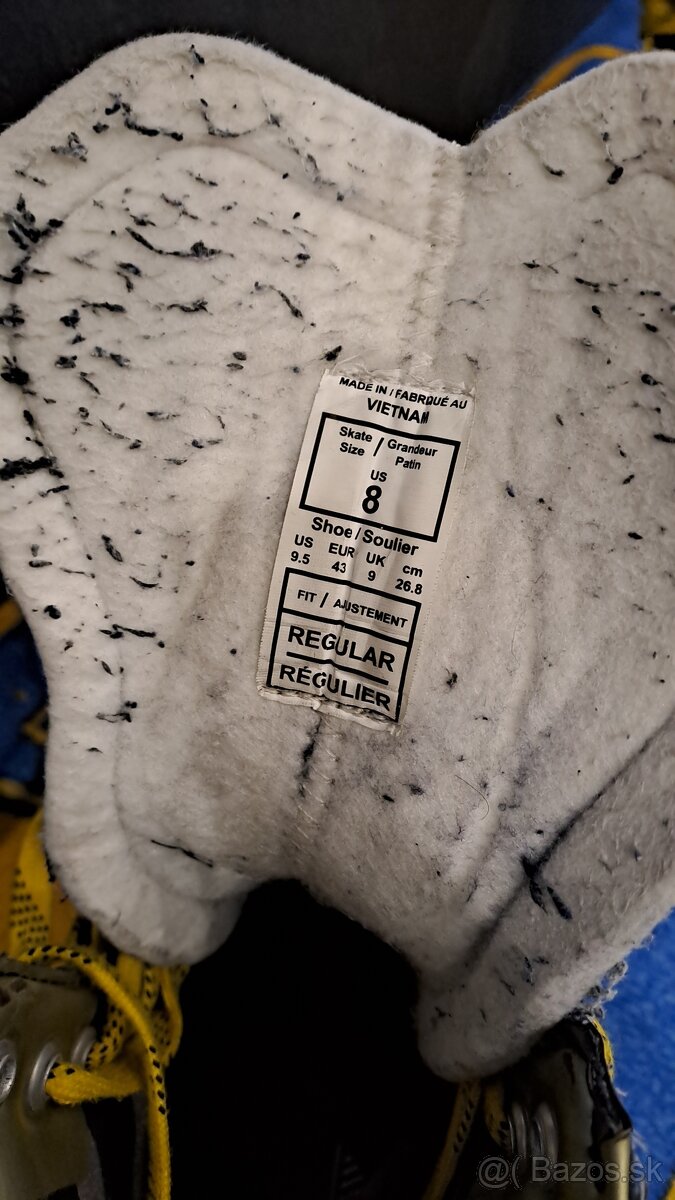 MADE IN / FABRIQUÉ AU
VIETNAM
Skate Size / Grandeur Patin
US
8
Shoe / Soulier
US EUR UK cm
9.5 43 9 26.8
FIT / AJUSTEMENT
REGULAR
RÉGULIER
@( Bazos.sk